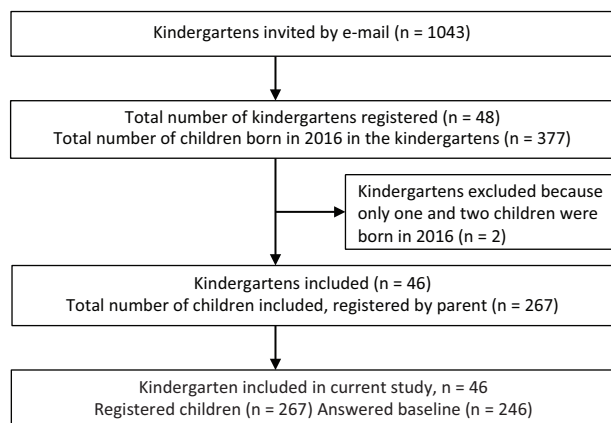 Kindergartens invited by e-mail (n = 1043)
Total number of kindergartens registered (n = 48)
Total number of children born in 2016 in the kindergartens (n = 377)
Kindergartens excluded because
only one and two children were
born in 2016 (n = 2)
Kindergartens included (n = 46)
Total number of children included, registered by parent (n = 267)
Kindergarten included in current study, n = 46
Registered children (n = 267) Answered baseline (n = 246)